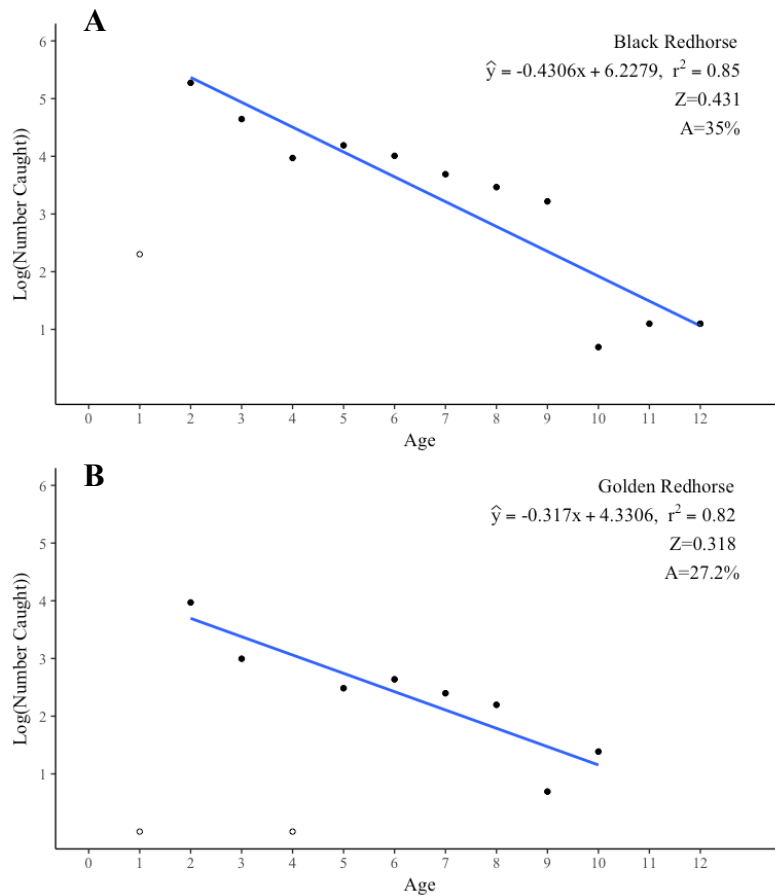 A
Black Redhorse
ŷ = -0.4306x + 6.2279, r² = 0.85
Z=0.431
A=35%
6
5
4
3
2
1
Log(Number Caught))
0 1 2 3 4 5 6 7 8 9 10 11 12
Age
B
Golden Redhorse
ŷ = -0.317x + 4.3306, r² = 0.82
Z=0.318
A=27.2%
6
5
4
3
2
1
Log(Number Caught))
0 1 2 3 4 5 6 7 8 9 10 11 12
Age